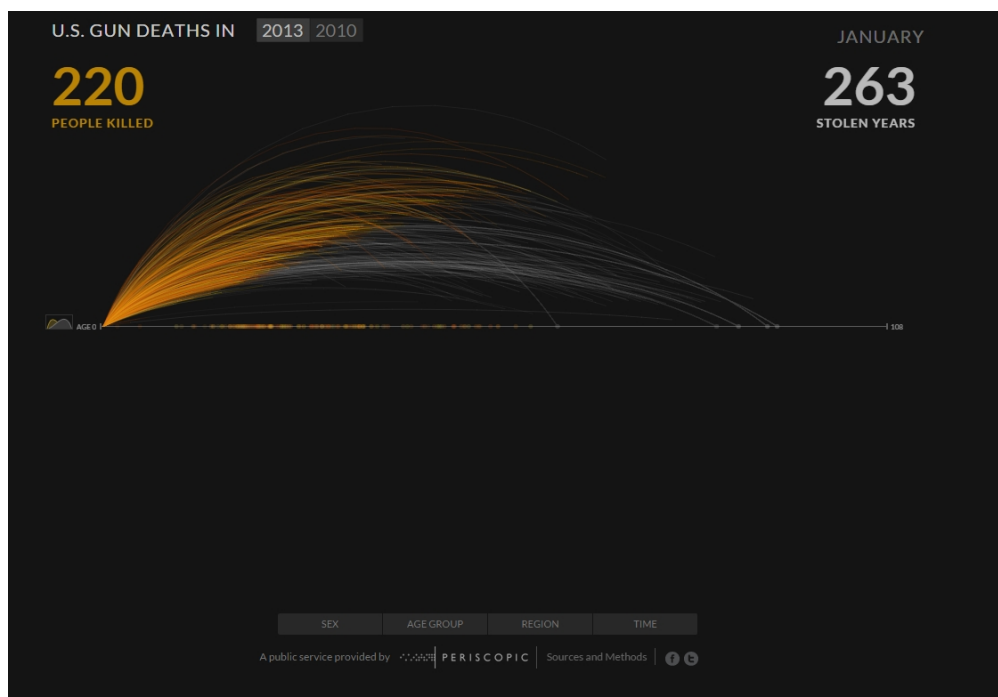 U.S. GUN DEATHS IN 2013 2010
JANUARY
220
PEOPLE KILLED
263
STOLEN YEARS
AGE 0
108
SEX AGE GROUP REGION TIME
A public service provided by PERISCOPIC Sources and Methods